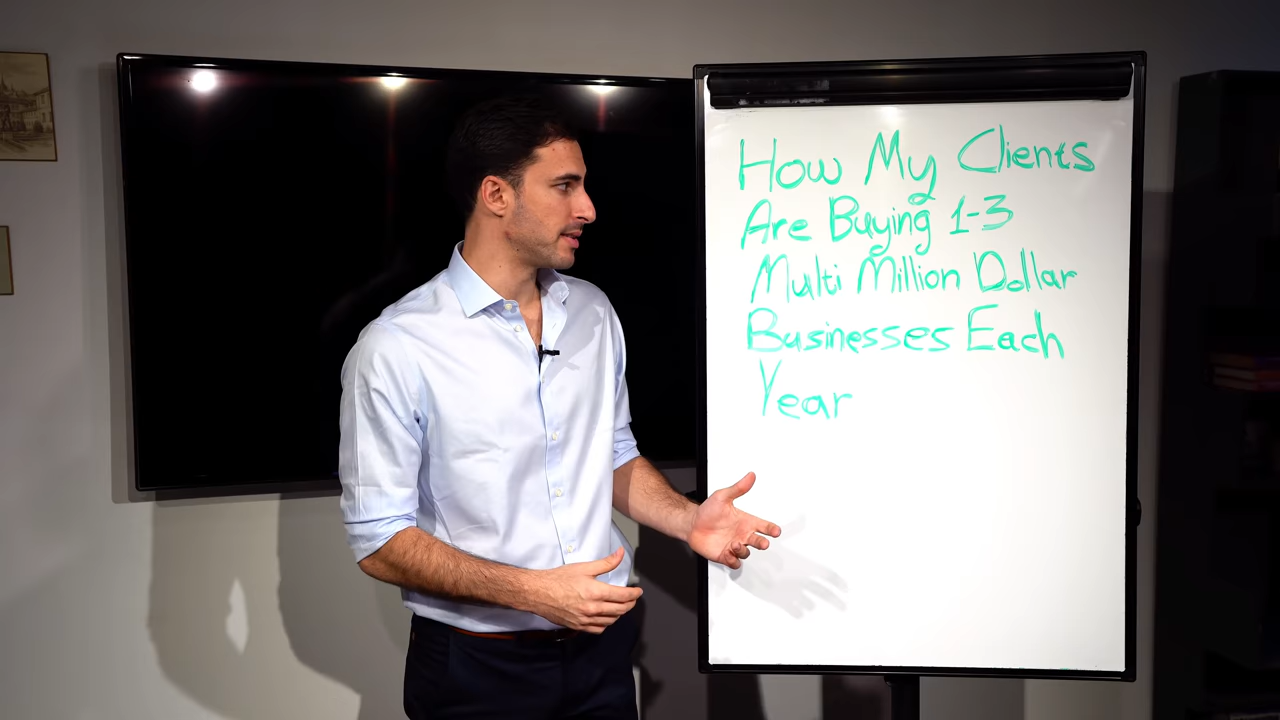 How My Clients
Are Buying 1-3
Multi Million Dollar
Businesses Each
Year